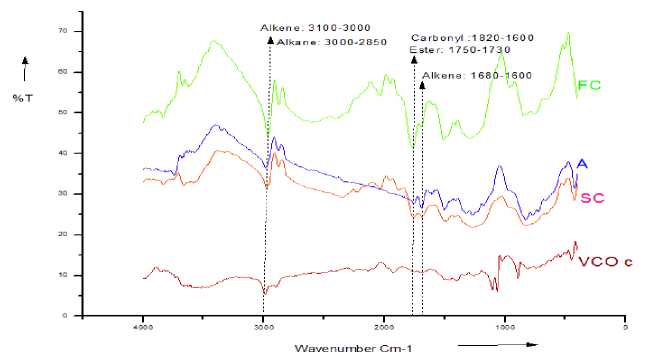 Alkene: 3100-3000
Alkane: 3000-2850
Carbonyl :1820-1600
Ester: 1750-1730
Alkene: 1680-1600
70
60
%T
50
40
30
20
10
0
FC
A
SC
VCO c
4000
3000
2000
1000
0
Wavenumber Cm-1